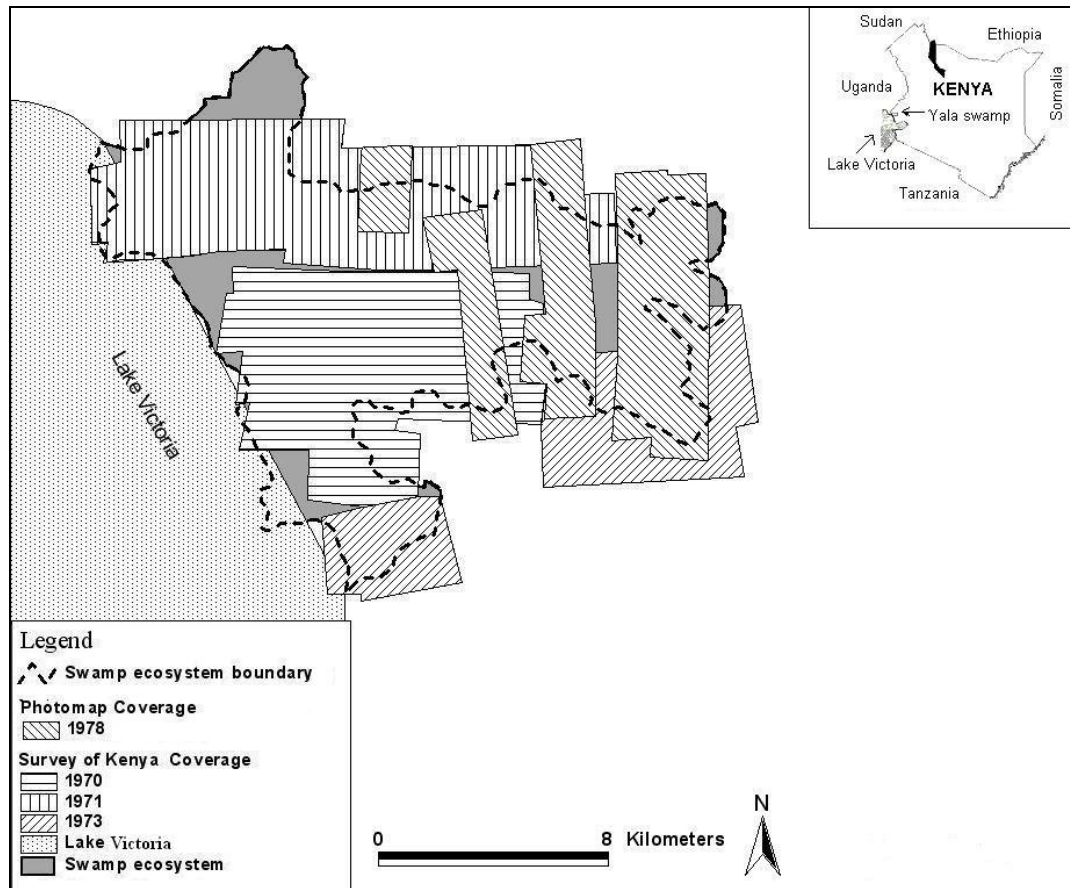 Sudan
Ethiopia
Uganda
KENYA
Somalia
Yala swamp
Lake Victoria
Tanzania
Lake Victoria
Legend
Swamp ecosystem boundary
Photomap Coverage
1978
Survey of Kenya Coverage
1970
1971
1973
Lake Victoria
Swamp ecosystem
0 8 Kilometers
N